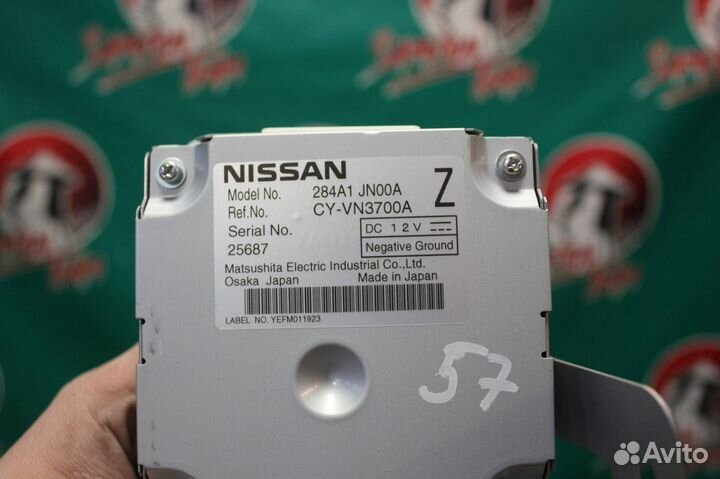 NISSAN
Model No. 284A1 JN00A Z
Ref.No. CY-VN3700A
Serial No. DC 12V
25687 Negative Ground
Matsushita Electric Industrial Co.,Ltd.
Osaka Japan Made in Japan
LABEL NO. YEFM011923
57
Avito